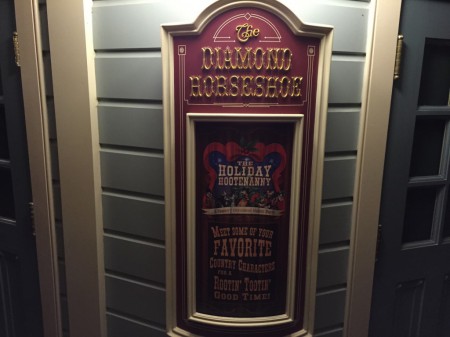 The
DIAMOND
HORSESHOE
THE
HOLIDAY
HOOTENANNY
MEET SOME OF YOUR
FAVORITE
COUNTRY CHARACTERS
FOR A
ROOTIN' TOOTIN'
GOOD TIME!